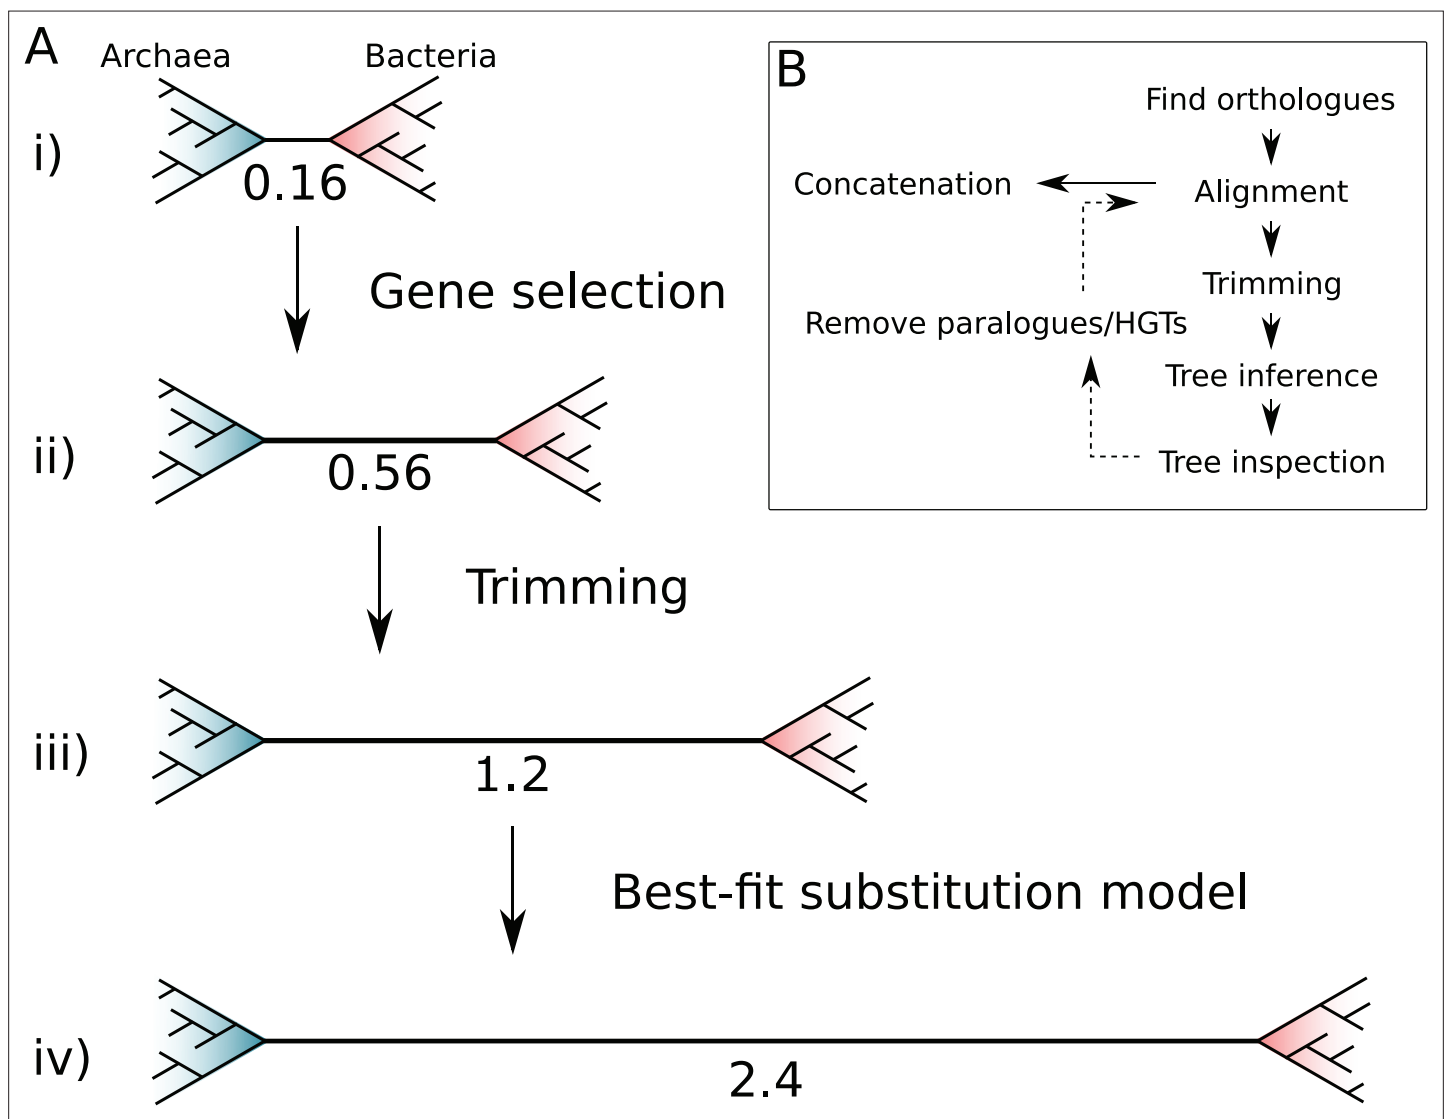 A
Archaea
Bacteria
i)
0.16
Gene selection
ii)
0.56
Trimming
iii)
1.2
Best-fit substitution model
iv)
2.4
B
Find orthologues
Concatenation
Alignment
Trimming
Remove paralogues/HGTs
Tree inference
Tree inspection